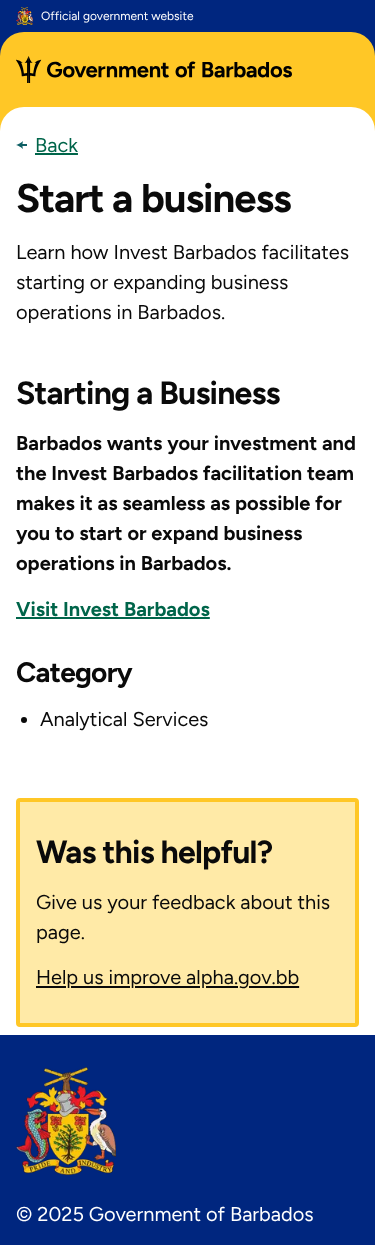 Official government website
Government of Barbados
Back
Start a business
Learn how Invest Barbados facilitates
starting or expanding business
operations in Barbados.
Starting a Business
Barbados wants your investment and
the Invest Barbados facilitation team
makes it as seamless as possible for
you to start or expand business
operations in Barbados.
Visit Invest Barbados
Category
• Analytical Services
Was this helpful?
Give us your feedback about this
page.
Help us improve alpha.gov.bb
PRIDE AND INDUSTRY
© 2025 Government of Barbados